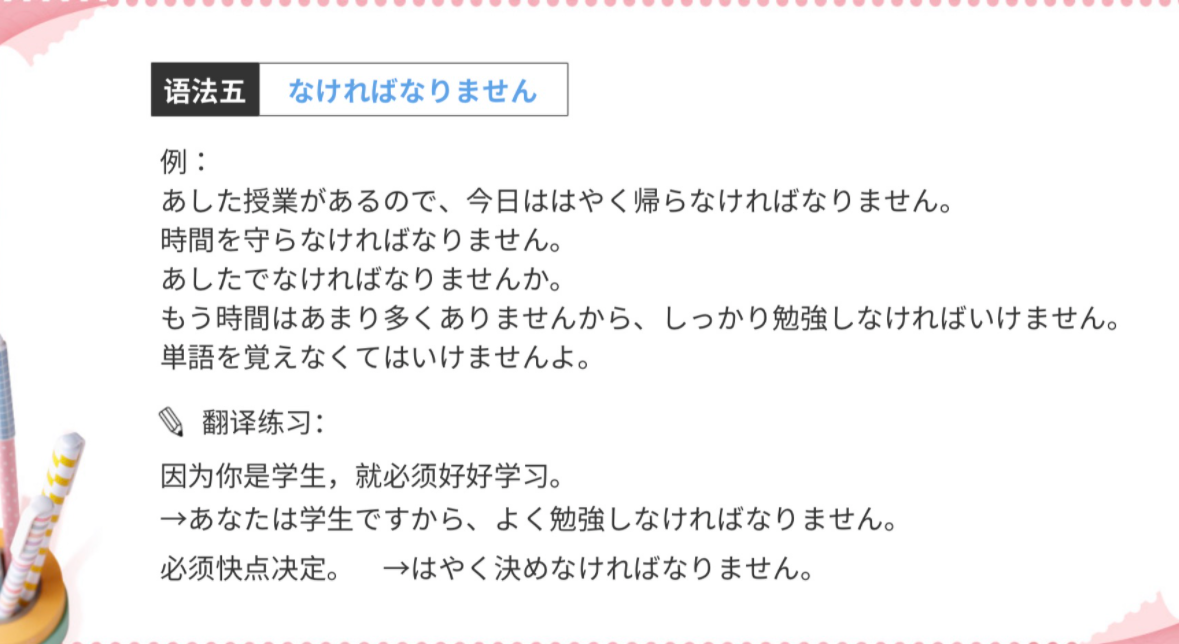 语法五 なければなりません
例：
あした授業があるので、今日ははやく帰らなければなりません。
時間を守らなければなりません。
あしたでなければなりませんか。
もう時間はあまり多くありませんから、しっかり勉強しなければいけません。
単語を覚えなくてはいけませんよ。
翻译练习：
因为你是学生，就必须好好学习。
→あなたは学生ですから、よく勉強しなければなりません。
必须快点决定。 →はやく決めなければなりません。